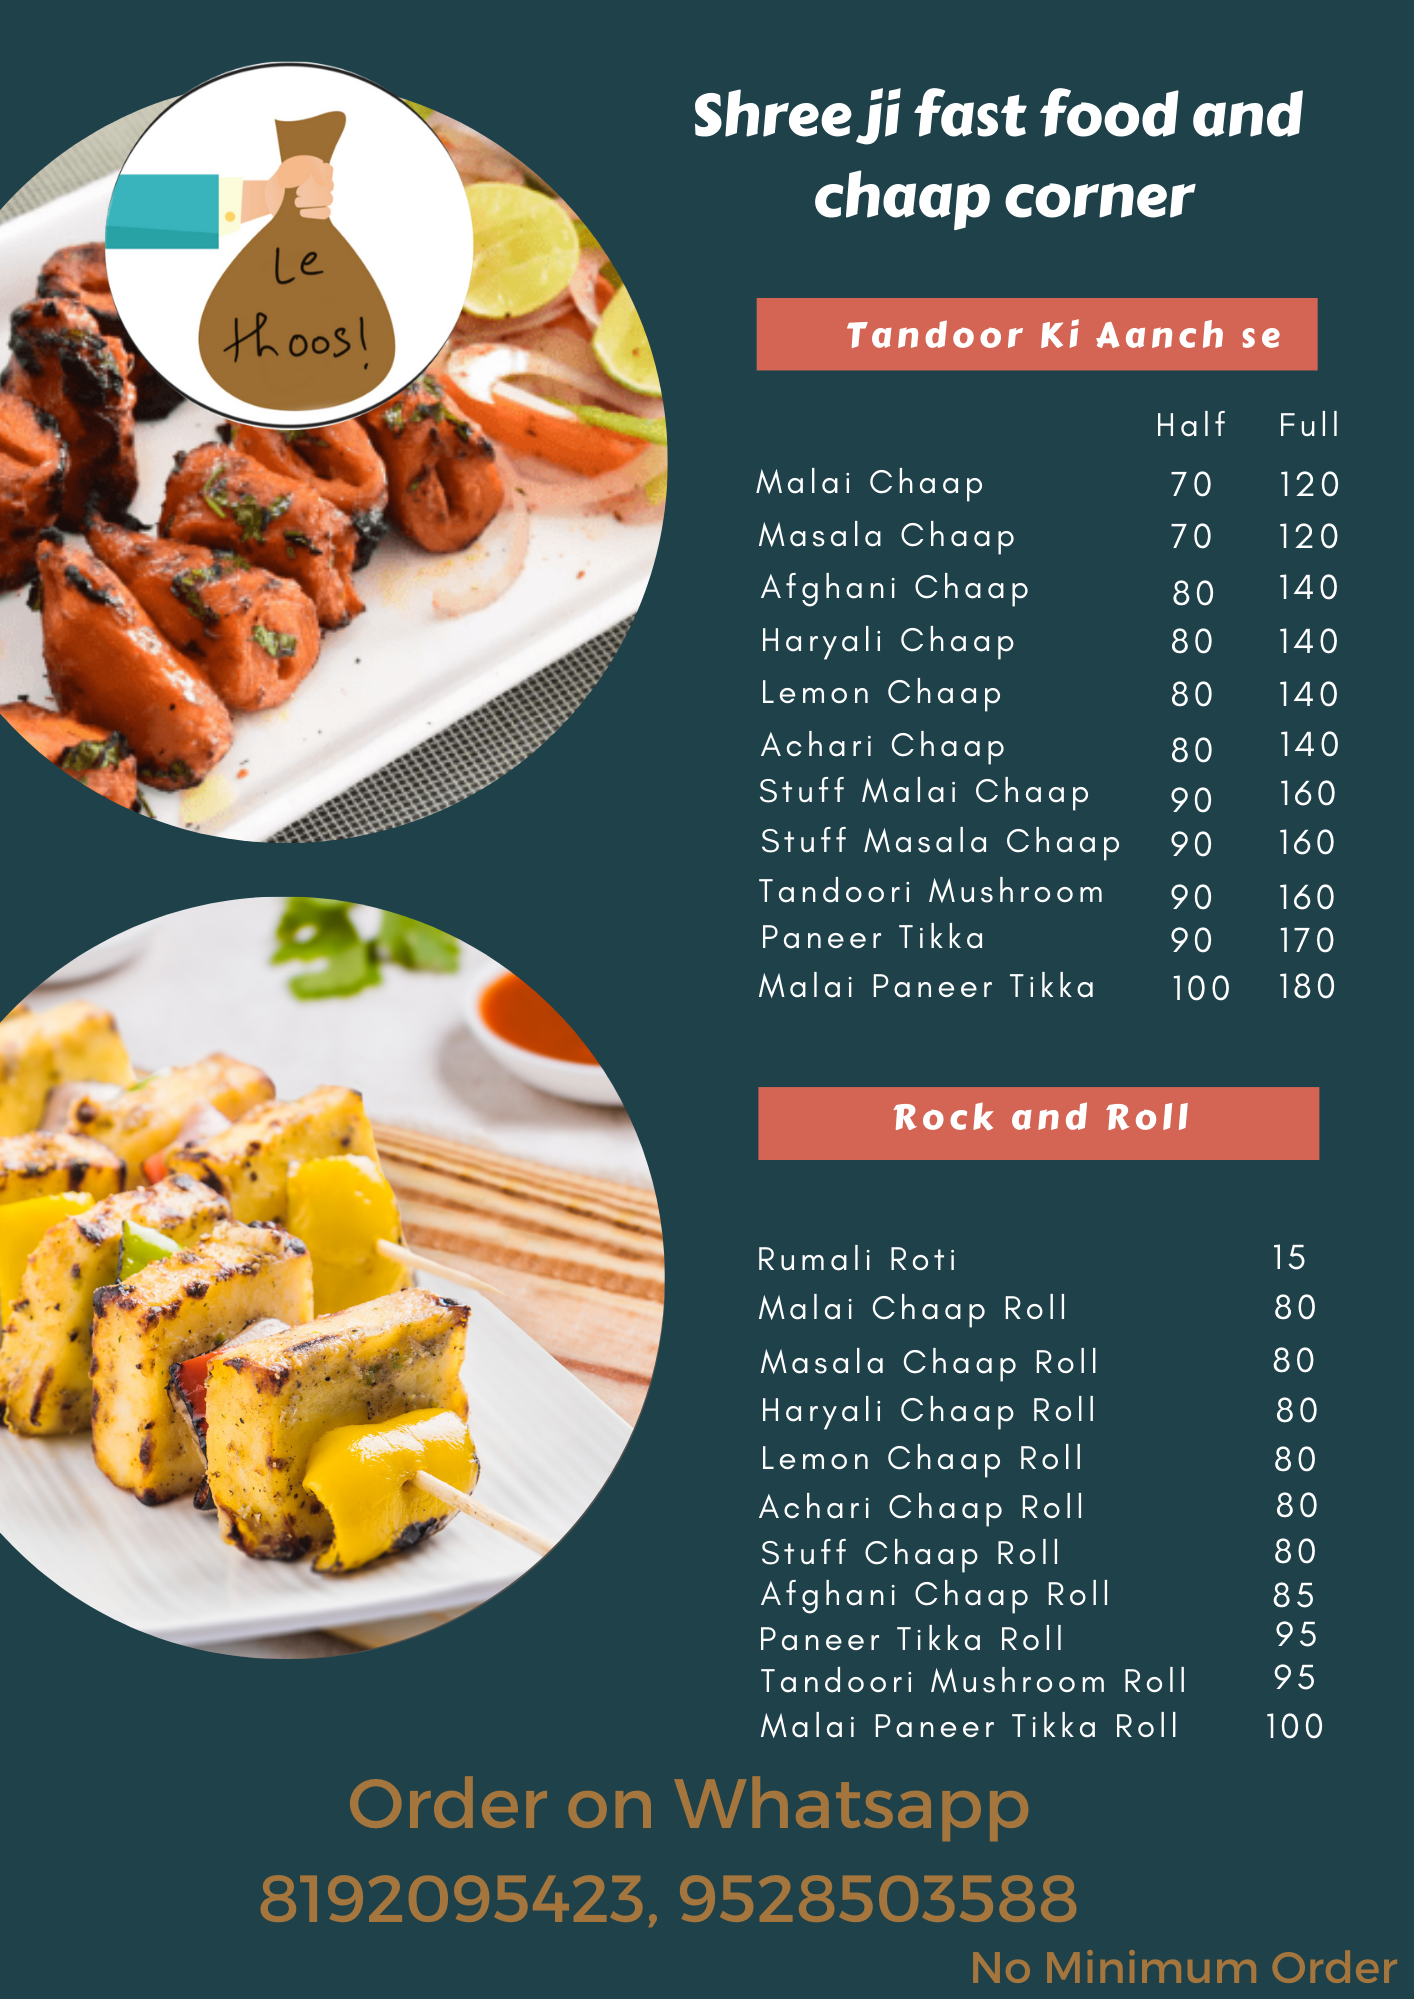 Le
Thoos!
Shree ji fast food and
chaap corner
Tandoor Ki Aanch se
Half Full
Malai Chaap 70 120
Masala Chaap 70 120
Afghani Chaap 80 140
Haryali Chaap 80 140
Lemon Chaap 80 140
Achari Chaap 80 140
Stuff Malai Chaap 90 160
Stuff Masala Chaap 90 160
Tandoori Mushroom 90 160
Paneer Tikka 90 170
Malai Paneer Tikka 100 180
Rock and Roll
Rumali Roti 15
Malai Chaap Roll 80
Masala Chaap Roll 80
Haryali Chaap Roll 80
Lemon Chaap Roll 80
Achari Chaap Roll 80
Stuff Chaap Roll 80
Afghani Chaap Roll 85
Paneer Tikka Roll 95
Tandoori Mushroom Roll 95
Malai Paneer Tikka Roll 100
Order on Whatsapp
8192095423, 9528503588
No Minimum Order